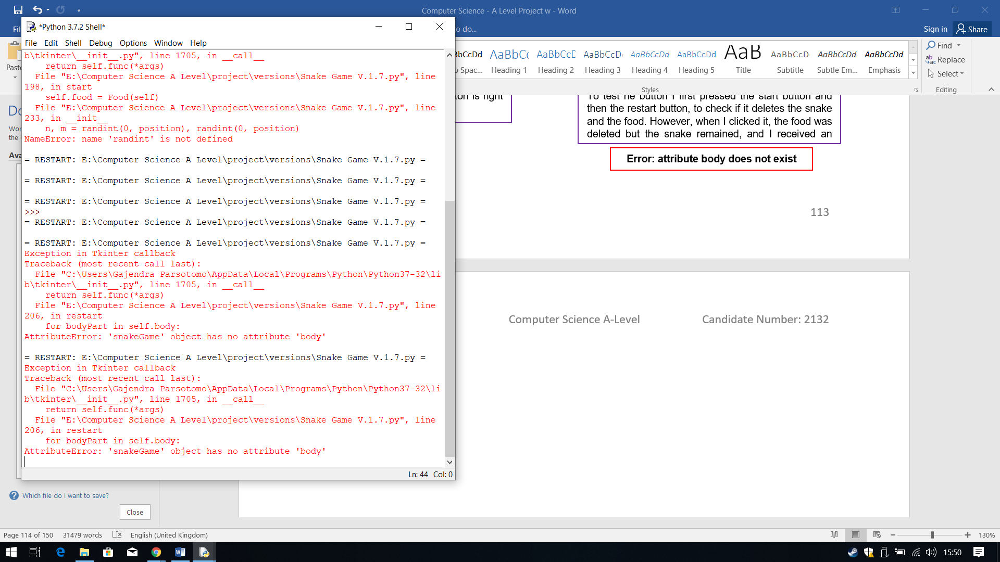 Computer Science - A Level Project w - Word
Fil
o do...
Sign in
Share
*Python 3.7.2 Shell*
File Edit Shell Debug Options Window Help
b\tkinter\__init__.py", line 1705, in __call__
return self.func(*args)
File "E:\Computer Science A Level\project\versions\Snake Game V.1.7.py", line
198, in start
self.food = Food(self)
File "E:\Computer Science A Level\project\versions\Snake Game V.1.7.py", line
233, in __init__
n, m = randint(0, position), randint(0, position)
NameError: name 'randint' is not defined
= RESTART: E:\Computer Science A Level\project\versions\Snake Game V.1.7.py =
= RESTART: E:\Computer Science A Level\project\versions\Snake Game V.1.7.py =
= RESTART: E:\Computer Science A Level\project\versions\Snake Game V.1.7.py =
>>>
= RESTART: E:\Computer Science A Level\project\versions\Snake Game V.1.7.py =
= RESTART: E:\Computer Science A Level\project\versions\Snake Game V.1.7.py =
Exception in Tkinter callback
Traceback (most recent call last):
File "C:\Users\Gajendra Parsotomo\AppData\Local\Programs\Python\Python37-32\li
b\tkinter\__init__.py", line 1705, in __call__
return self.func(*args)
File "E:\Computer Science A Level\project\versions\Snake Game V.1.7.py", line
206, in restart
for bodyPart in self.body:
AttributeError: 'snakeGame' object has no attribute 'body'
= RESTART: E:\Computer Science A Level\project\versions\Snake Game V.1.7.py =
Exception in Tkinter callback
Traceback (most recent call last):
File "C:\Users\Gajendra Parsotomo\AppData\Local\Programs\Python\Python37-32\li
b\tkinter\__init__.py", line 1705, in __call__
return self.func(*args)
File "E:\Computer Science A Level\project\versions\Snake Game V.1.7.py", line
206, in restart
for bodyPart in self.body:
AttributeError: 'snakeGame' object has no attribute 'body'
Ln: 44 Col: 0
Paste
BbCcDd AaBbCc AaBbCcD AaBbCcDd AaBbCcDd AaBbCcDd AaB AaBbCcD AaBbCcDd AaBbCcDd
o Spac... Heading 1 Heading 2 Heading 3 Heading 4 Heading 5 Title Subtitle Subtle Em... Emphasis
Styles
Find
Replace
Select
Editing
Do
Wor
the
Ava
ton is right
To test he button I first pressed the start button and
then the restart button, to check if it deletes the snake
and the food. However, when I clicked it, the food was
deleted but the snake remained, and I received an
Error: attribute body does not exist
113
Computer Science A-Level
Candidate Number: 2132
Which file do I want to save?
Close
Page 114 of 150 31479 words English (United Kingdom)
130%
15:50